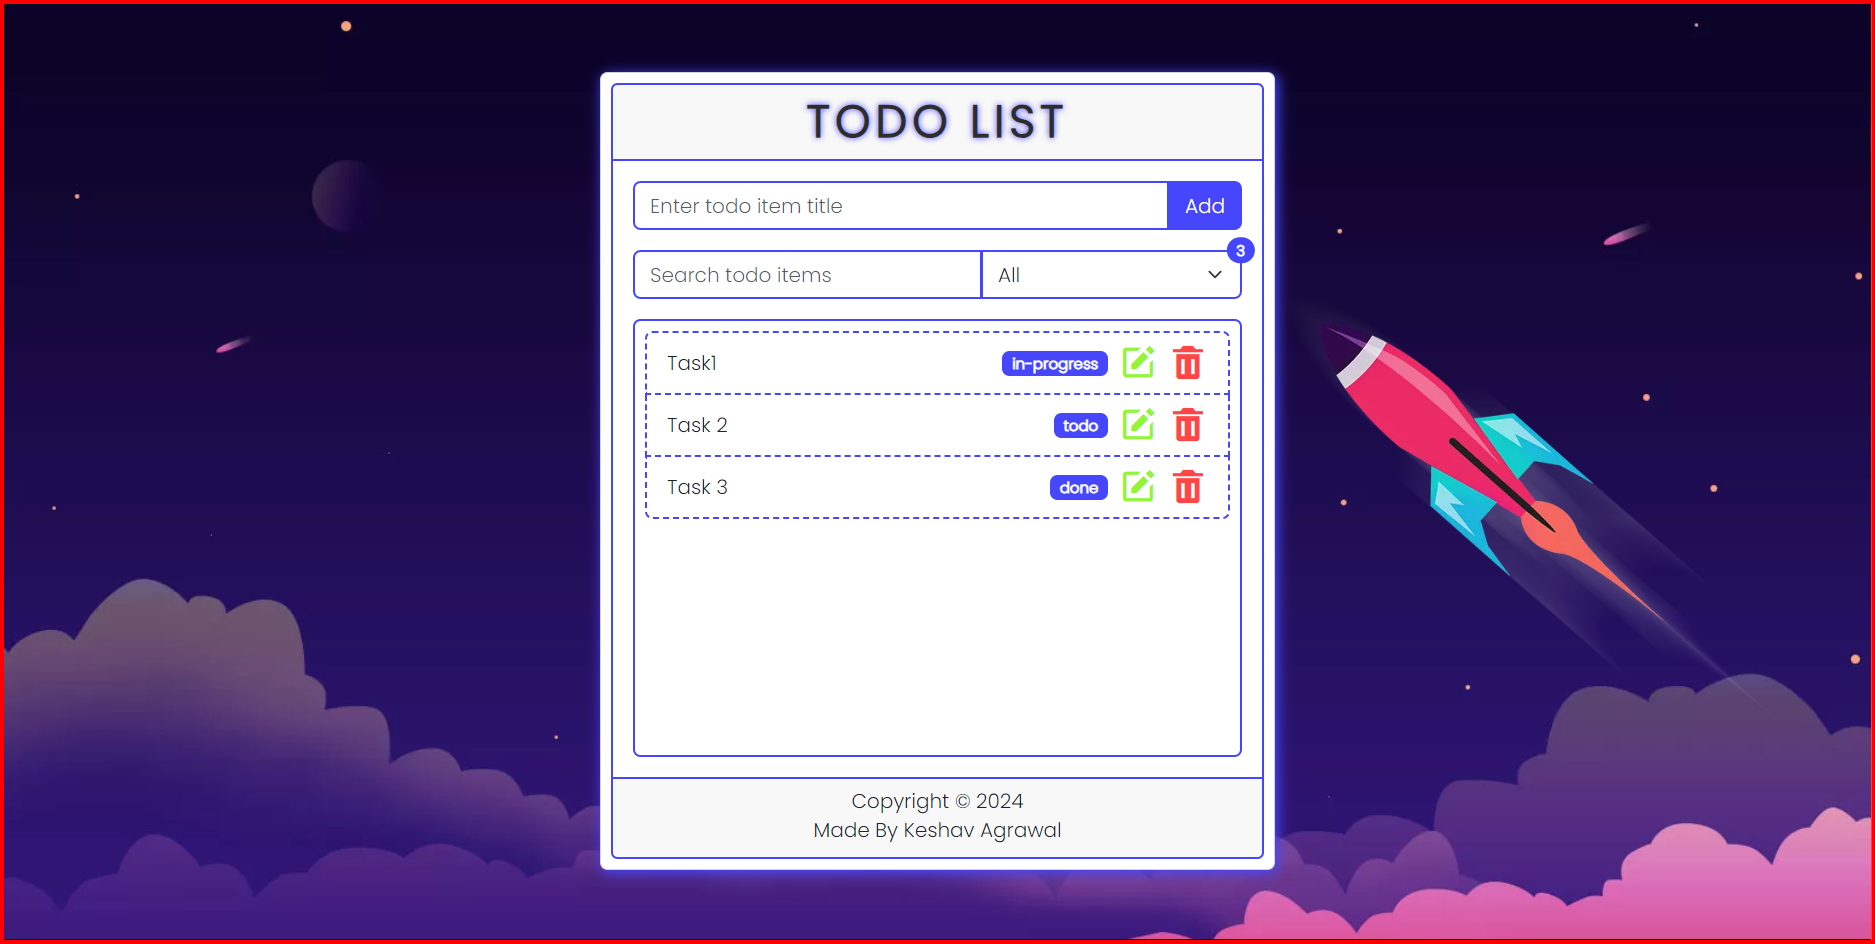 TODO LIST
Enter todo item title
Add
Search todo items
All
3
Task1
in-progress
Task 2
todo
Task 3
done
Copyright © 2024
Made By Keshav Agrawal